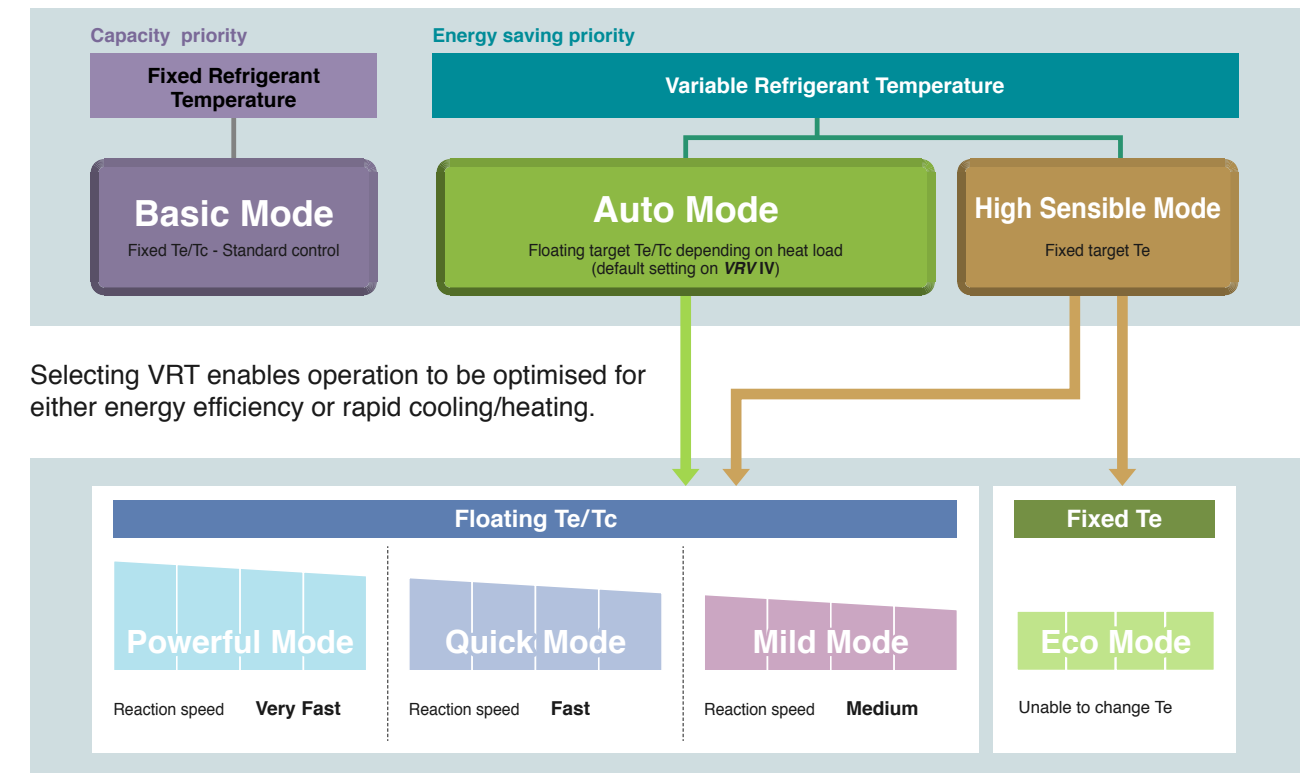 Capacity priority
Energy saving priority
Fixed Refrigerant
Temperature
Variable Refrigerant Temperature
Basic Mode
Fixed Te/Tc - Standard control
Auto Mode
Floating target Te/Tc depending on heat load
(default setting on VRV IV)
High Sensible Mode
Fixed target Te
Selecting VRT enables operation to be optimised for
either energy efficiency or rapid cooling/heating.
Floating Te/Tc
Fixed Te
Powerful Mode
Quick Mode
Mild Mode
Eco Mode
Reaction speed Very Fast
Reaction speed Fast
Reaction speed Medium
Unable to change Te